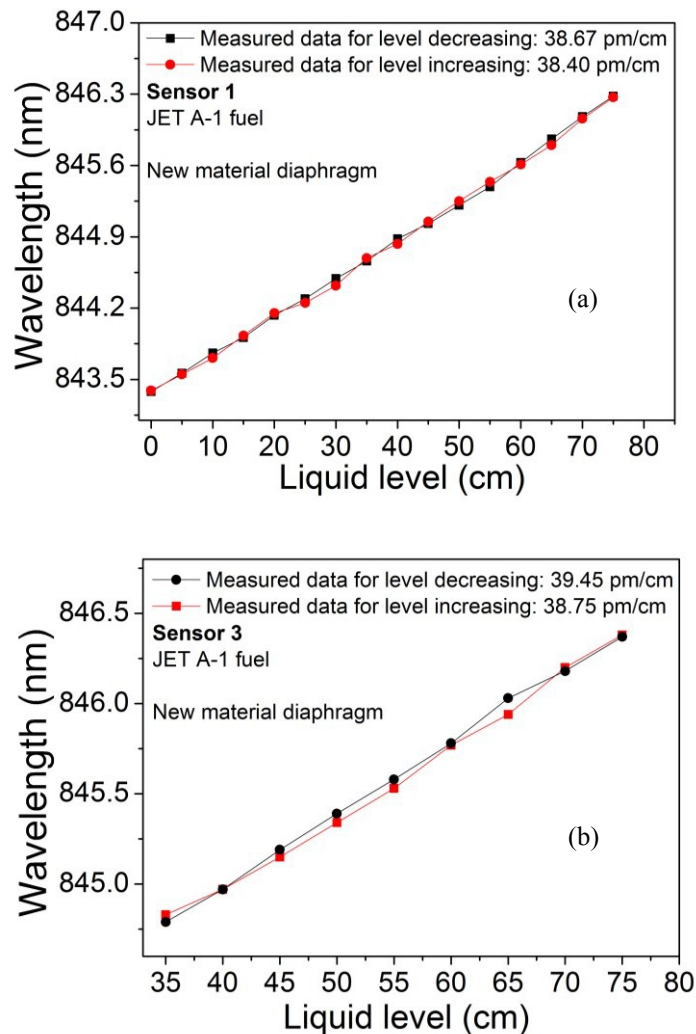 847.0
Measured data for level decreasing: 38.67 pm/cm
Measured data for level increasing: 38.40 pm/cm
846.3
Sensor 1
JET A-1 fuel
845.6
New material diaphragm
844.9
844.2
(a)
843.5
Wavelength (nm)
0 10 20 30 40 50 60 70 80
Liquid level (cm)
Measured data for level decreasing: 39.45 pm/cm
846.5
Measured data for level increasing: 38.75 pm/cm
Sensor 3
JET A-1 fuel
846.0
New material diaphragm
845.5
(b)
845.0
Wavelength (nm)
35 40 45 50 55 60 65 70 75 80
Liquid level (cm)